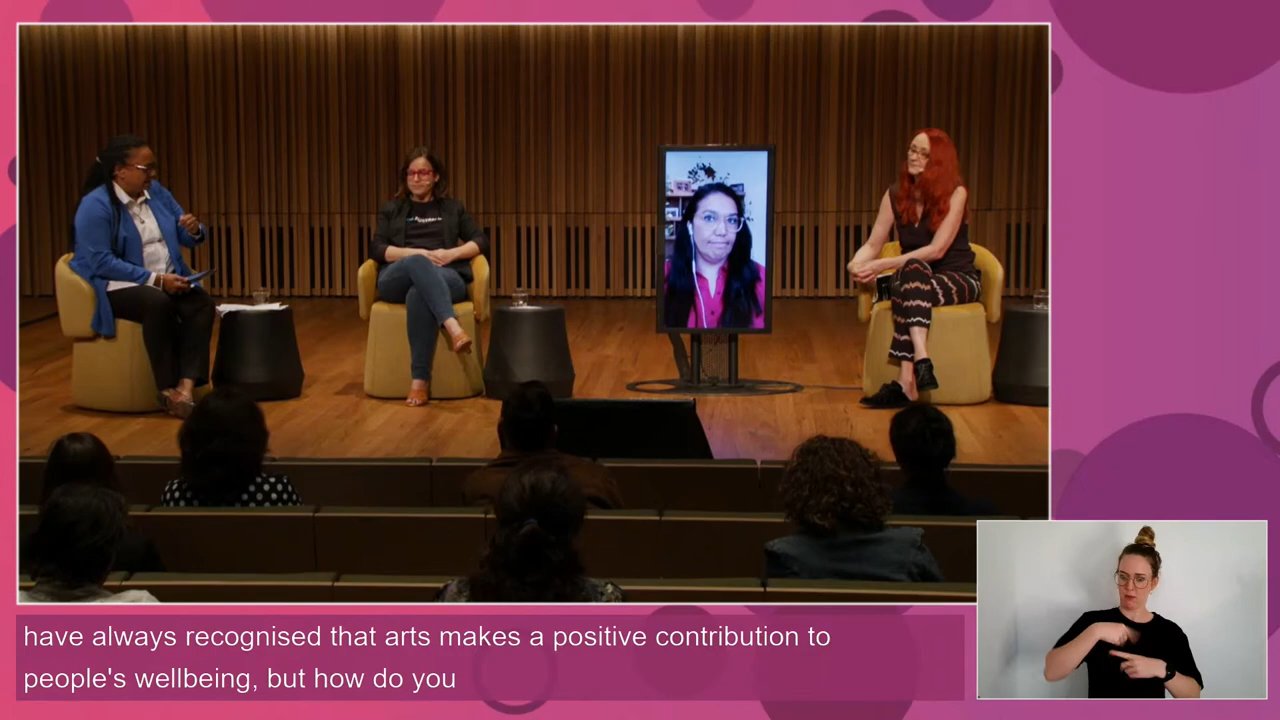 have always recognised that arts makes a positive contribution to
people's wellbeing, but how do you